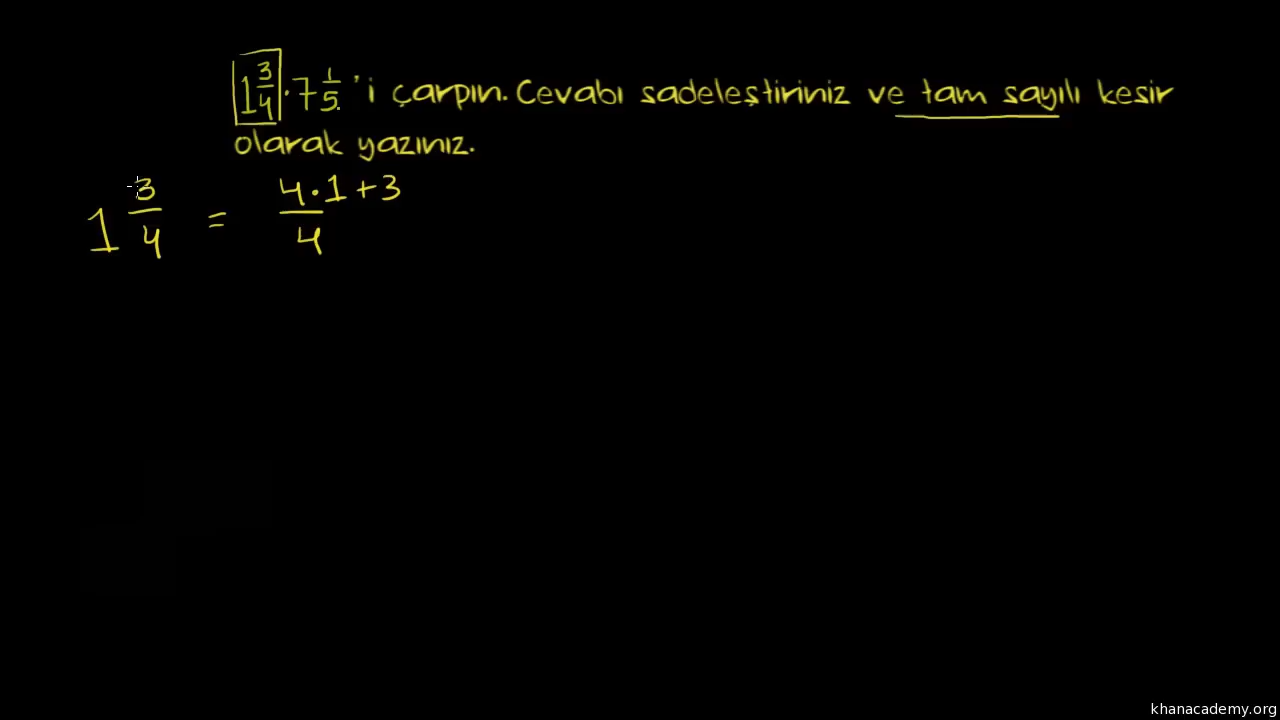 1 3/4 · 7 1/5 'i çarpın. Cevabı sadeleştiriniz ve tam sayılı kesir
olarak yazınız.
1 3/4 = 4·1+3/4
khanacademy.org